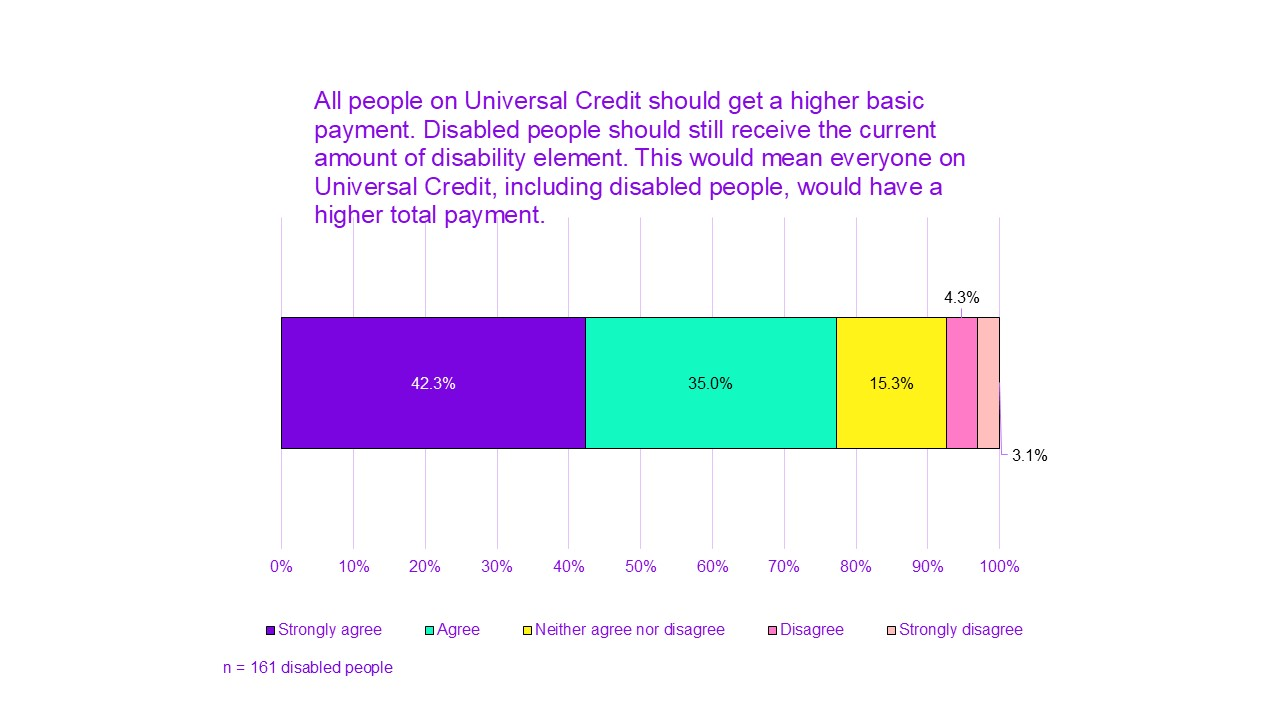 All people on Universal Credit should get a higher basic
payment. Disabled people should still receive the current
amount of disability element. This would mean everyone on
Universal Credit, including disabled people, would have a
higher total payment.
4.3%
42.3% 35.0% 15.3%
3.1%
0% 10% 20% 30% 40% 50% 60% 70% 80% 90% 100%
Strongly agree Agree Neither agree nor disagree Disagree Strongly disagree
n = 161 disabled people